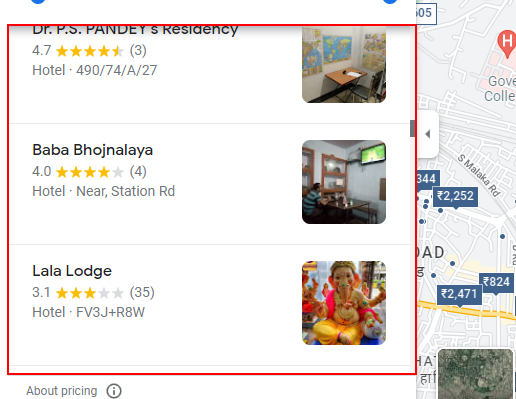 Dr. P.S. PANDEY's Residency
4.7 (3)
Hotel · 490/74/A/27
Baba Bhojnalaya
4.0 (4)
Hotel · Near, Station Rd
Lala Lodge
3.1 (35)
Hotel · FV3J+R8W
About pricing
605
H
Gove
Colle
S Malaka Rd
344
₹2,252
OAD
₹824
₹2,471
HAT